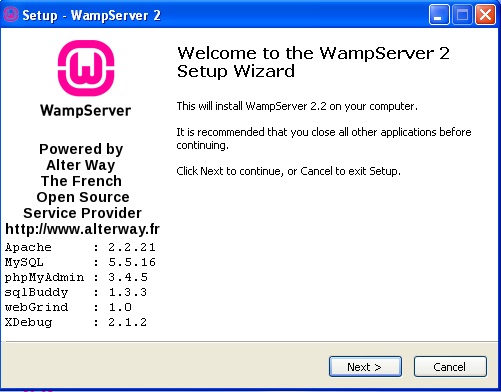 Setup - WampServer 2
WampServer
Powered by
Alter Way
The French
Open Source
Service Provider
http://www.alterway.fr
Apache : 2.2.21
MySQL : 5.5.16
phpMyAdmin : 3.4.5
sqlBuddy : 1.3.3
webGrind : 1.0
XDebug : 2.1.2
Welcome to the WampServer 2
Setup Wizard
This will install WampServer 2.2 on your computer.
It is recommended that you close all other applications before
continuing.
Click Next to continue, or Cancel to exit Setup.
Next >
Cancel